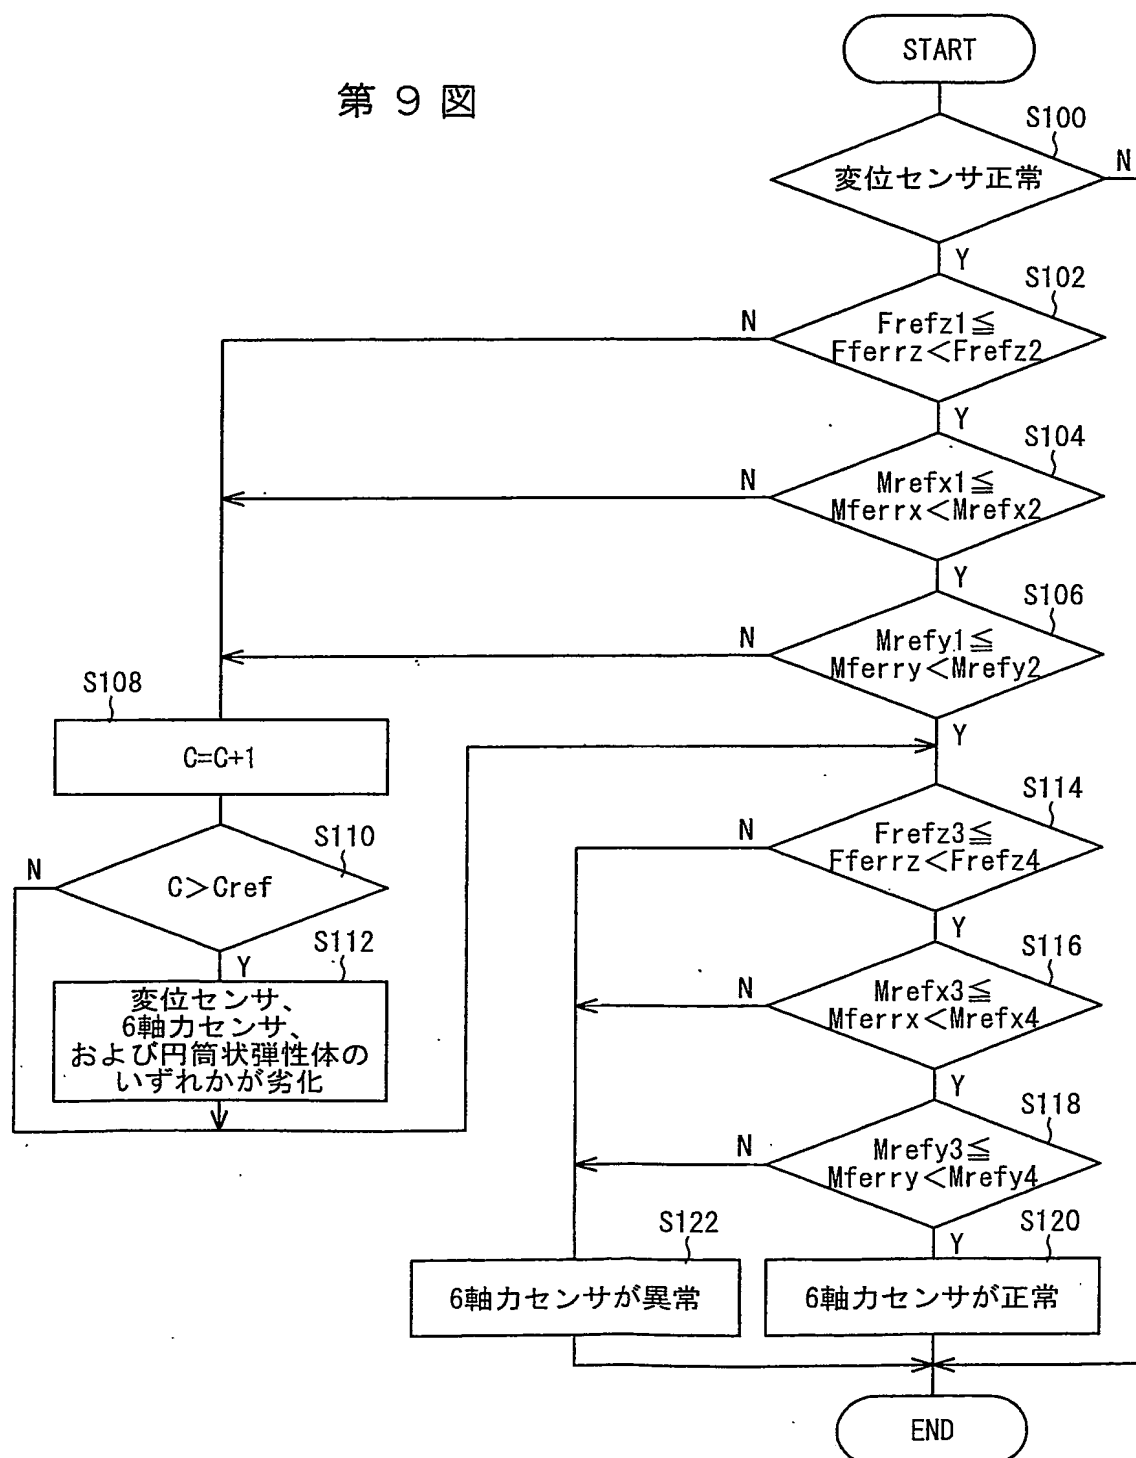 第 9 図
START
S100
変位センサ正常
N
Y
S102
Frefz1≦
Fferrz<Frefz2
N
Y
S104
Mrefx1≦
Mferrx<Mrefx2
N
Y
S106
Mrefy1≦
Mferry<Mrefy2
N
Y
S108
C=C+1
S110
C>Cref
N
Y
S112
変位センサ、
6軸力センサ、
および円筒状弾性体の
いずれかが劣化
S114
Frefz3≦
Fferrz<Frefz4
N
Y
S116
Mrefx3≦
Mferrx<Mrefx4
N
Y
S118
Mrefy3≦
Mferry<Mrefy4
N
Y
S122
6軸力センサが異常
S120
6軸力センサが正常
END